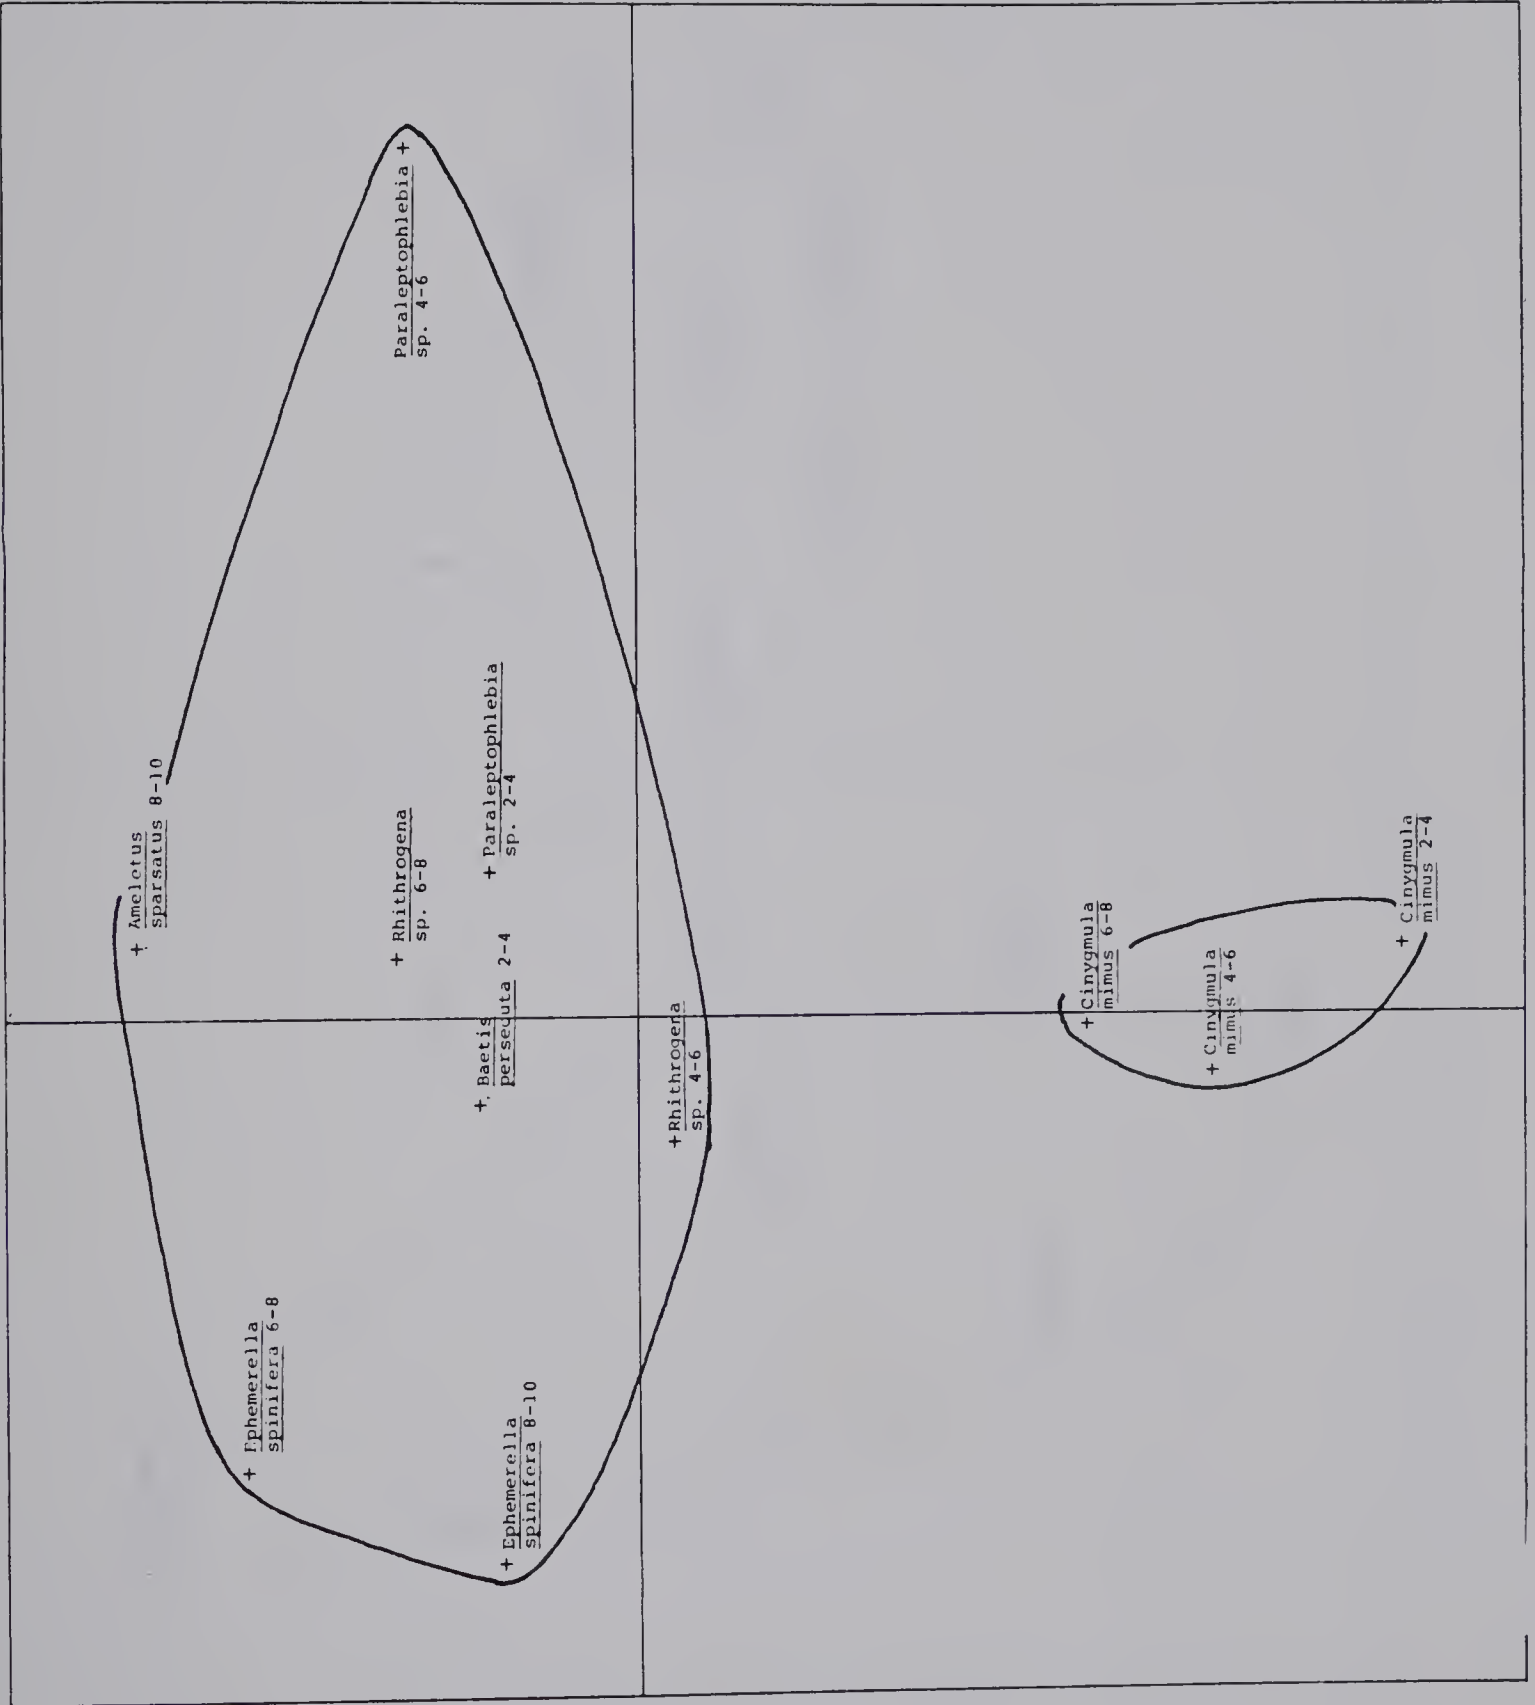 + Ameletus
sparsatus 8-10
+ Ephemerella
spinifera 6-8
+ Rhithrogena
sp. 6-8
Paraleptophlebia +
sp. 4-6
+ Baetis
persecuta 2-4
+ Paraleptophlebia
sp. 2-4
+ Ephemerella
spinifera 8-10
+ Rhithrogena
sp. 4-6
+ Cinygmula
mimus 6-8
+ Cinygmula
mimus 4-6
+ Cinygmula
mimus 2-4